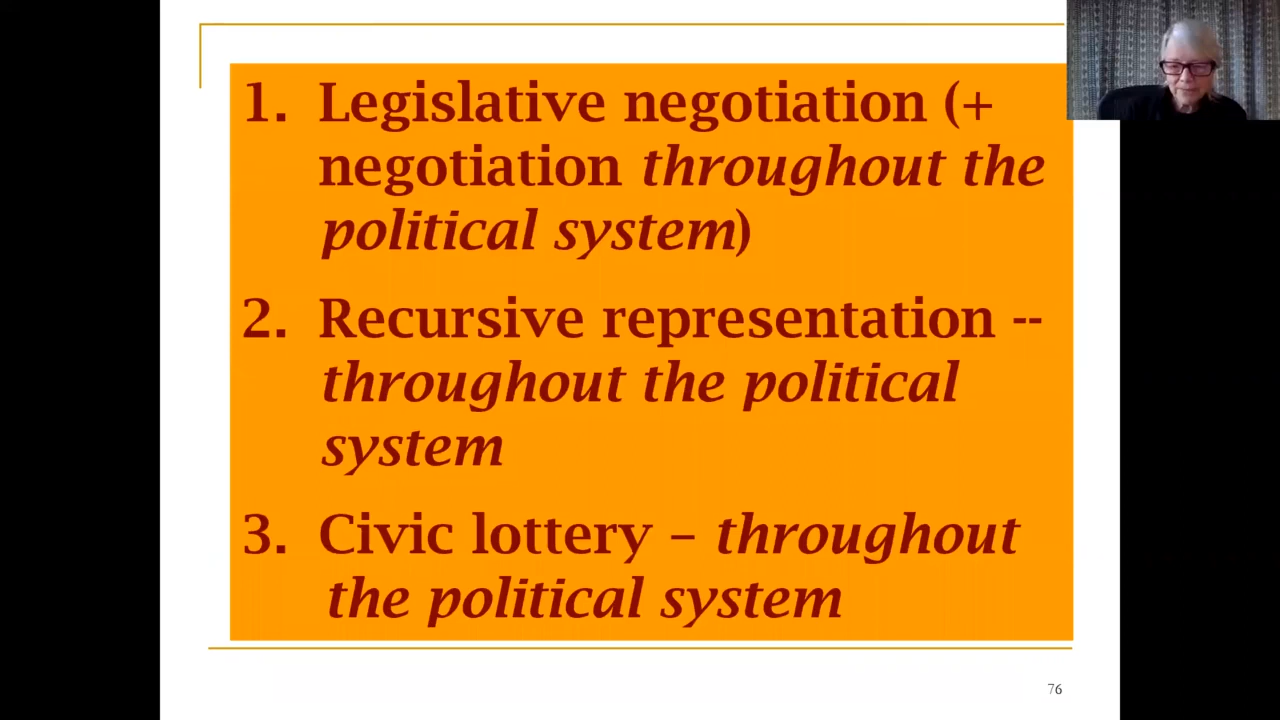 1. Legislative negotiation (+
negotiation throughout the
political system)
2. Recursive representation --
throughout the political
system
3. Civic lottery – throughout
the political system
76